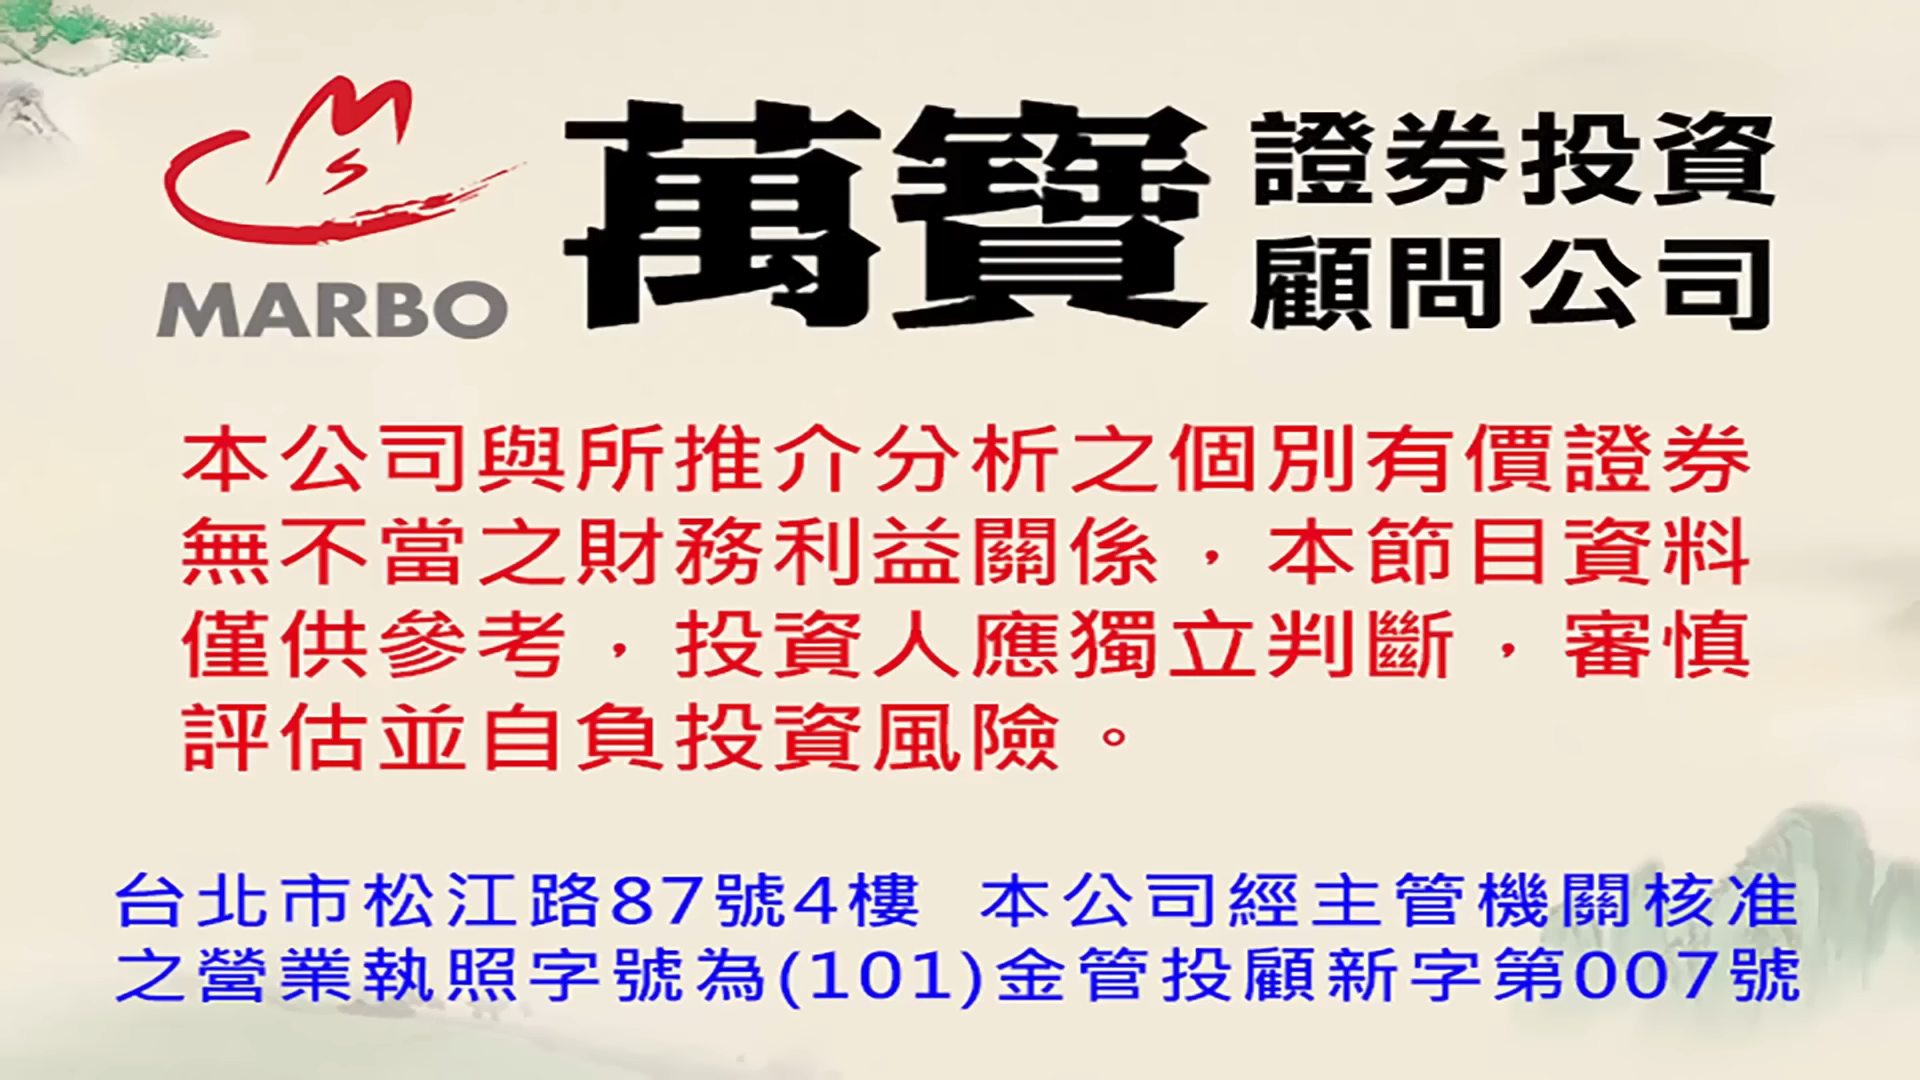 MS
MARBO
萬寶
證券投資
顧問公司
本公司與所推介分析之個別有價證券
無不當之財務利益關係，本節目資料
僅供參考，投資人應獨立判斷，審慎
評估並自負投資風險。
台北市松江路87號4樓 本公司經主管機關核准
之營業執照字號為(101)金管投顧新字第007號